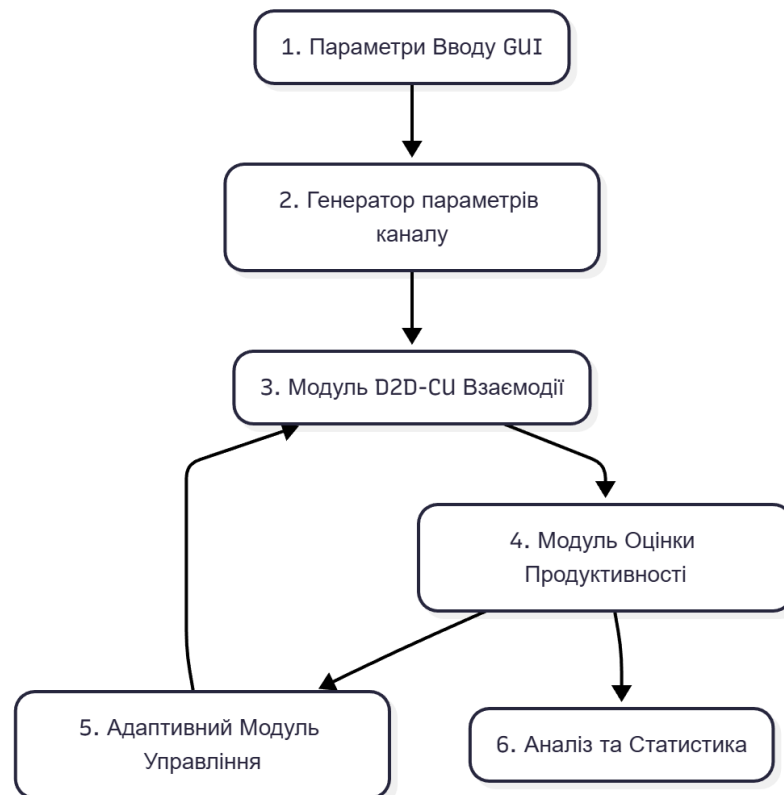 1. Параметри Вводу GUI
2. Генератор параметрів
каналу
3. Модуль D2D-CU Взаємодії
4. Модуль Оцінки
Продуктивності
5. Адаптивний Модуль
Управління
6. Аналіз та Статистика